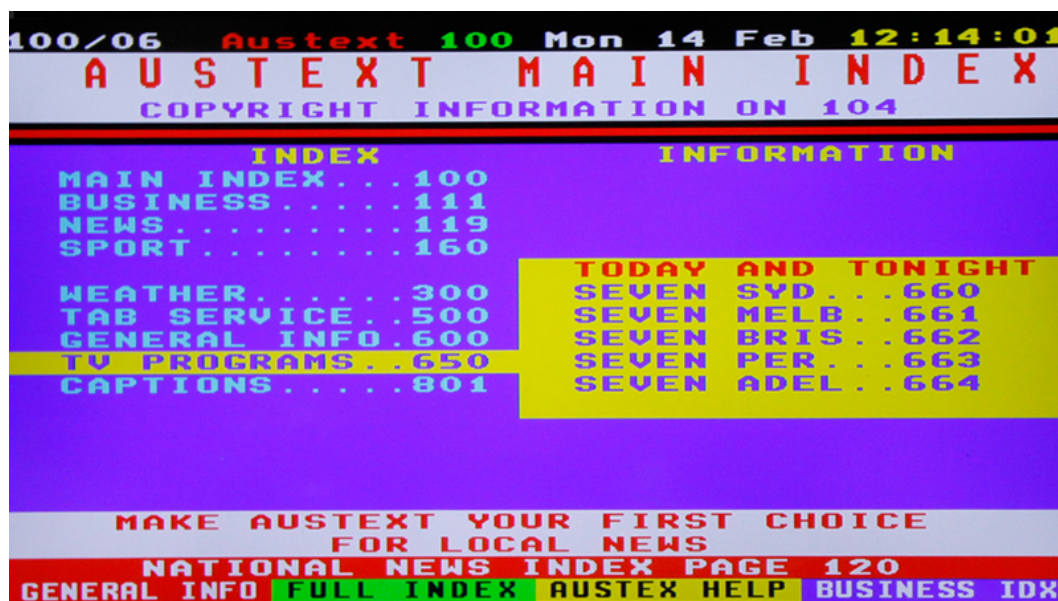 100/06 Austext 100 Mon 14 Feb 12:14:01
AUSTEXT MAIN INDEX
COPYRIGHT INFORMATION ON 104
INDEX
MAIN INDEX...100
BUSINESS.....111
NEWS.........119
SPORT........160
WEATHER......300
TAB SERVICE..500
GENERAL INFO.600
TV PROGRAMS..650
CAPTIONS.....801
INFORMATION
TODAY AND TONIGHT
SEVEN SYD...660
SEVEN MELB..661
SEVEN BRIS..662
SEVEN PER...663
SEVEN ADEL..664
MAKE AUSTEXT YOUR FIRST CHOICE
FOR LOCAL NEWS
NATIONAL NEWS INDEX PAGE 120
GENERAL INFO FULL INDEX AUSTEX HELP BUSINESS IDX